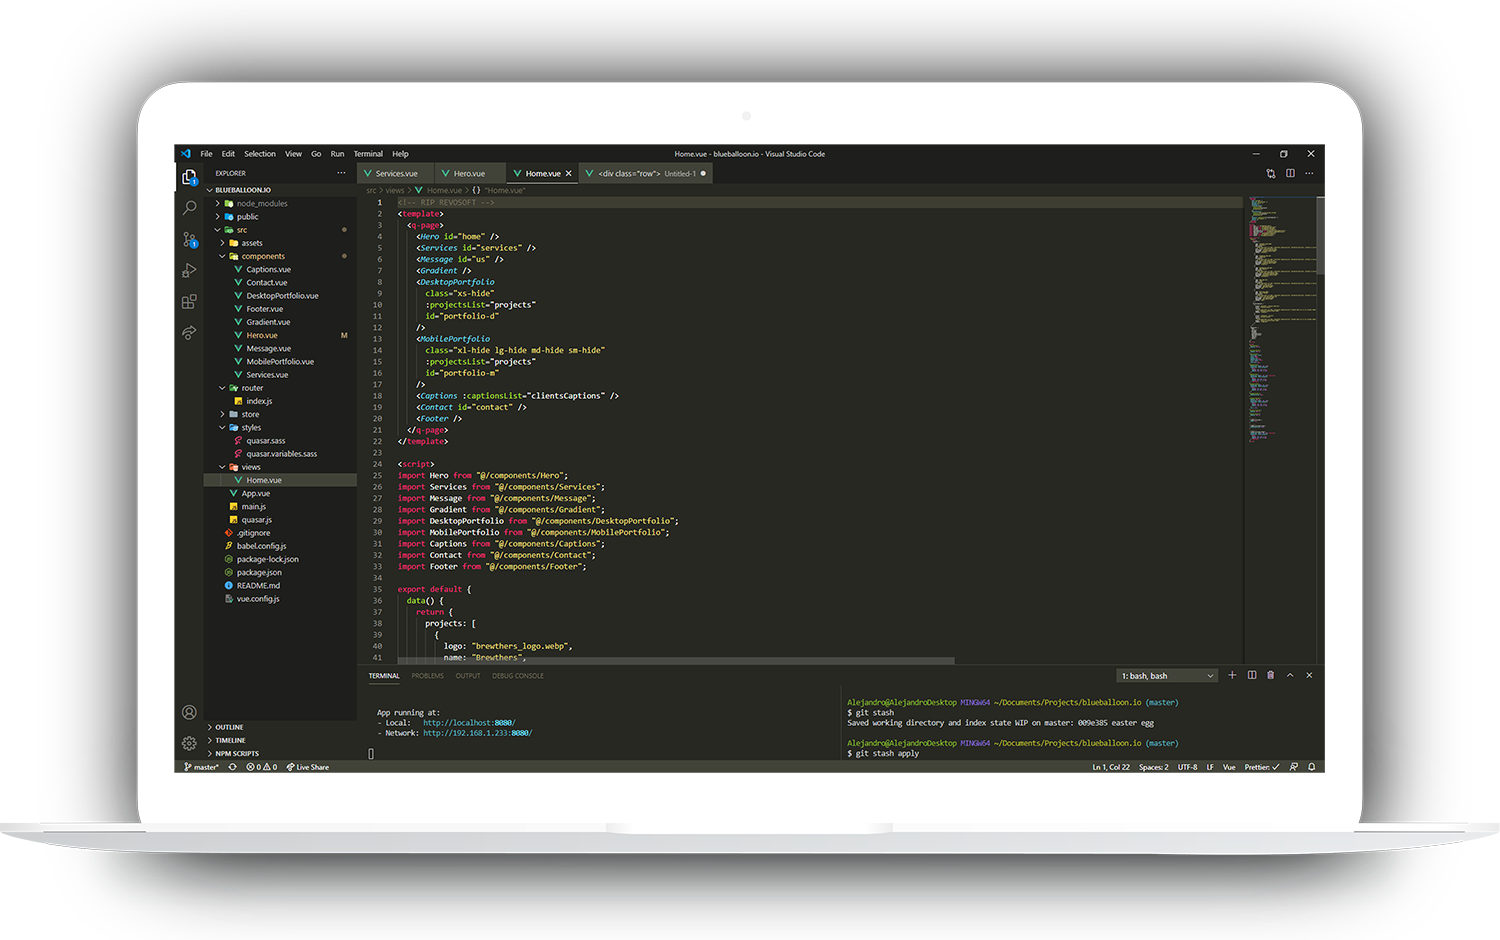 File Edit Selection View Go Run Terminal Help
Home.vue - blueballoon.io - Visual Studio Code
EXPLORER
BLUEBALLOON.IO
node_modules
public
src
assets
components
Captions.vue
Contact.vue
DesktopPortfolio.vue
Footer.vue
Gradient.vue
Hero.vue M
Message.vue
MobilePortfolio.vue
Services.vue
router
index.js
store
styles
quasar.sass
quasar.variables.sass
views
Home.vue
App.vue
main.js
quasar.js
.gitignore
babel.config.js
package-lock.json
package.json
README.md
vue.config.js
OUTLINE
TIMELINE
NPM SCRIPTS
Services.vue Hero.vue Home.vue <div class="row"> Untitled-1
src > views > Home.vue > {} "Home.vue"
1 <!-- RIP REVOSOFT -->
2 <template>
3 <q-page>
4 <Hero id="home" />
5 <Services id="services" />
6 <Message id="us" />
7 <Gradient />
8 <DesktopPortfolio
9 class="xs-hide"
10 :projectsList="projects"
11 id="portfolio-d"
12 />
13 <MobilePortfolio
14 class="xl-hide lg-hide md-hide sm-hide"
15 :projectsList="projects"
16 id="portfolio-m"
17 />
18 <Captions :captionsList="clientsCaptions" />
19 <Contact id="contact" />
20 <Footer />
21 </q-page>
22 </template>
23
24 <script>
25 import Hero from "@/components/Hero";
26 import Services from "@/components/Services";
27 import Message from "@/components/Message";
28 import Gradient from "@/components/Gradient";
29 import DesktopPortfolio from "@/components/DesktopPortfolio";
30 import MobilePortfolio from "@/components/MobilePortfolio";
31 import Captions from "@/components/Captions";
32 import Contact from "@/components/Contact";
33 import Footer from "@/components/Footer";
34
35 export default {
36 data() {
37 return {
38 projects: [
39 {
40 logo: "brewthers_logo.webp",
41 name: "Brewthers",
TERMINAL PROBLEMS OUTPUT DEBUG CONSOLE
1: bash, bash
App running at:
- Local: http://localhost:8080/
- Network: http://192.168.1.233:8080/
Alejandro@AlejandroDesktop MINGW64 ~/Documents/Projects/blueballoon.io (master)
$ git stash
Saved working directory and index state WIP on master: 009e385 easter egg
Alejandro@AlejandroDesktop MINGW64 ~/Documents/Projects/blueballoon.io (master)
$ git stash apply
master* 0 0 Live Share
Ln 1, Col 22 Spaces: 2 UTF-8 LF Vue Prettier: ✓